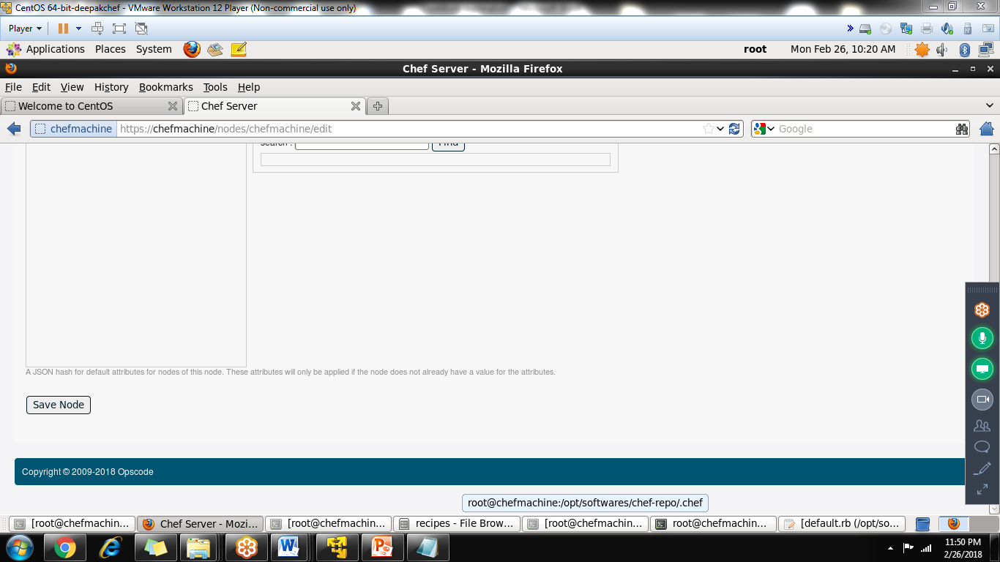 CentOS 64-bit-deepakchef - VMware Workstation 12 Player (Non-commercial use only)
Player
Applications Places System root Mon Feb 26, 10:20 AM
Chef Server - Mozilla Firefox
File Edit View History Bookmarks Tools Help
Welcome to CentOS Chef Server
chefmachine https://chefmachine/nodes/chefmachine/edit Google
search : Find
A JSON hash for default attributes for nodes of this node. These attributes will only be applied if the node does not already have a value for the attributes.
Save Node
Copyright © 2009-2018 Opscode
root@chefmachine:/opt/softwares/chef-repo/.chef
[root@chefmachin... Chef Server - Mozi... [root@chefmachin... recipes - File Brow... [root@chefmachin... root@chefmachin... [default.rb (/opt/so...
11:50 PM
2/26/2018